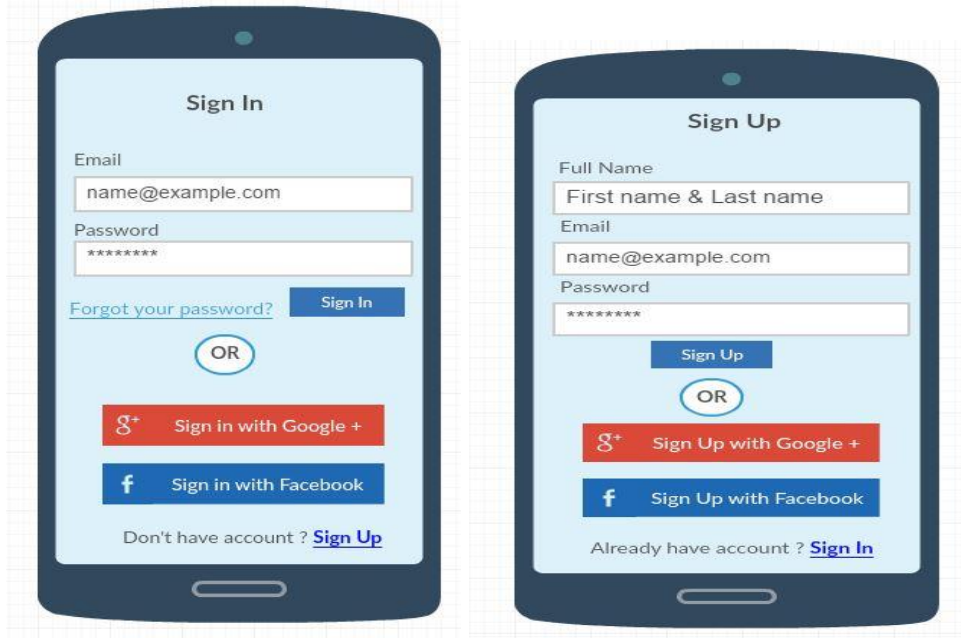 Sign In
Email
name@example.com
Password
********
Forgot your password?
Sign In
OR
g+ Sign in with Google +
f Sign in with Facebook
Don't have account ? Sign Up
Sign Up
Full Name
First name & Last name
Email
name@example.com
Password
********
Sign Up
OR
g+ Sign Up with Google +
f Sign Up with Facebook
Already have account ? Sign In